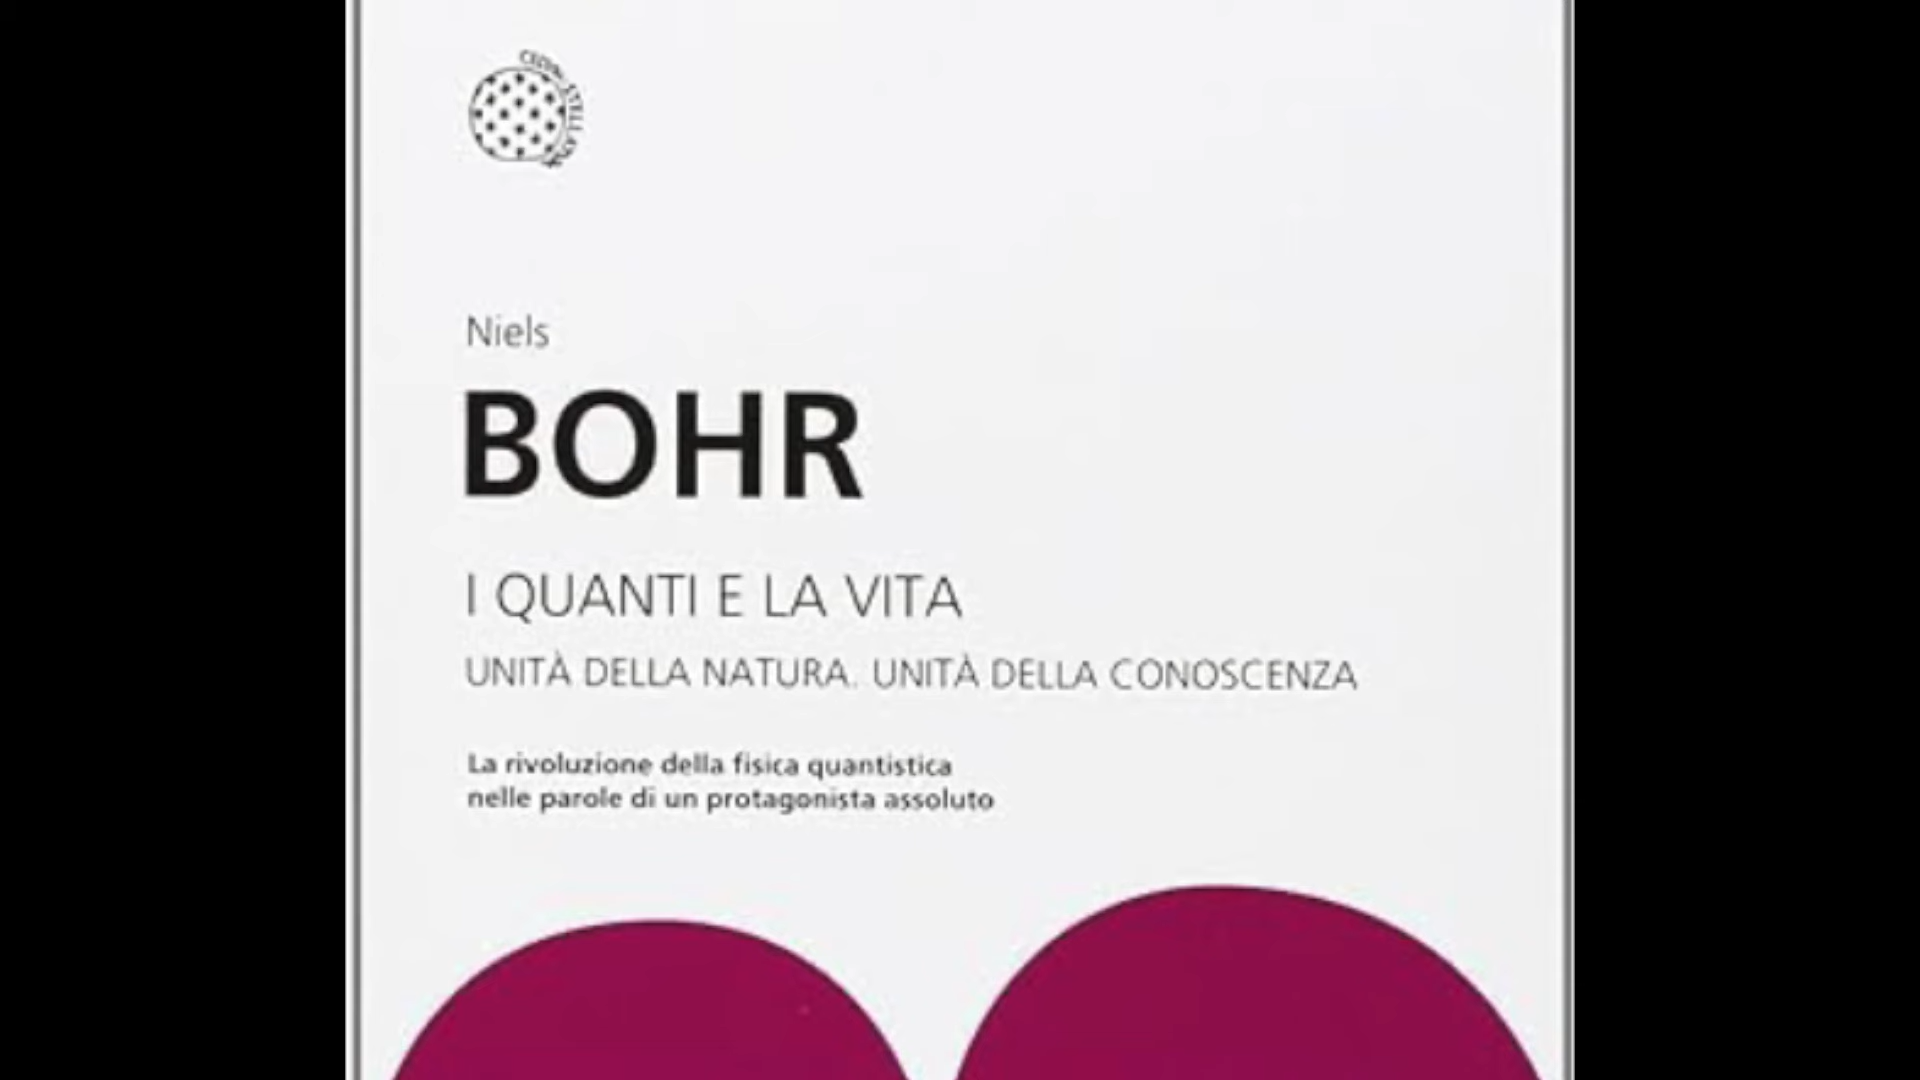 Niels
BOHR
I QUANTI E LA VITA
UNITÀ DELLA NATURA. UNITÀ DELLA CONOSCENZA
La rivoluzione della fisica quantistica
nelle parole di un protagonista assoluto